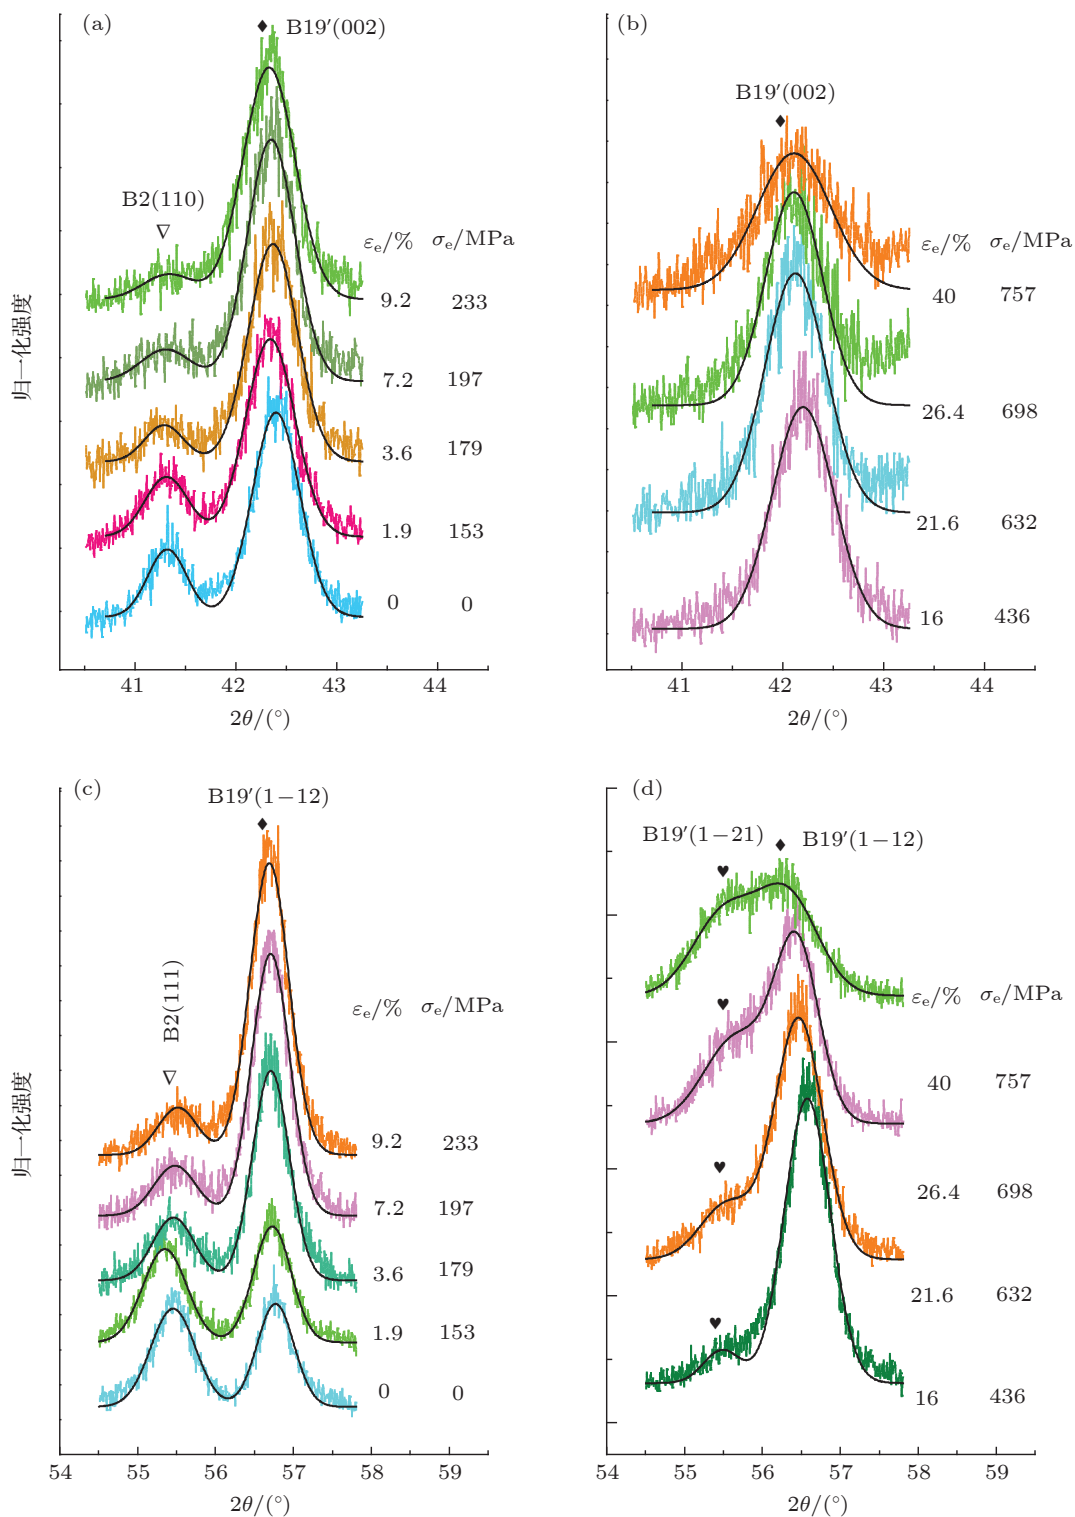 (a)
B19′(002)
B2(110)
εe/% σe/MPa
9.2 233
7.2 197
3.6 179
1.9 153
0 0
归一化强度
41 42 43 44
2θ/(°)
(b)
B19′(002)
εe/% σe/MPa
40 757
26.4 698
21.6 632
16 436
41 42 43 44
2θ/(°)
(c)
B19′(1−12)
B2(111)
εe/% σe/MPa
9.2 233
7.2 197
3.6 179
1.9 153
0 0
归一化强度
54 55 56 57 58 59
2θ/(°)
(d)
B19′(1−21) B19′(1−12)
εe/% σe/MPa
40 757
26.4 698
21.6 632
16 436
54 55 56 57 58 59
2θ/(°)